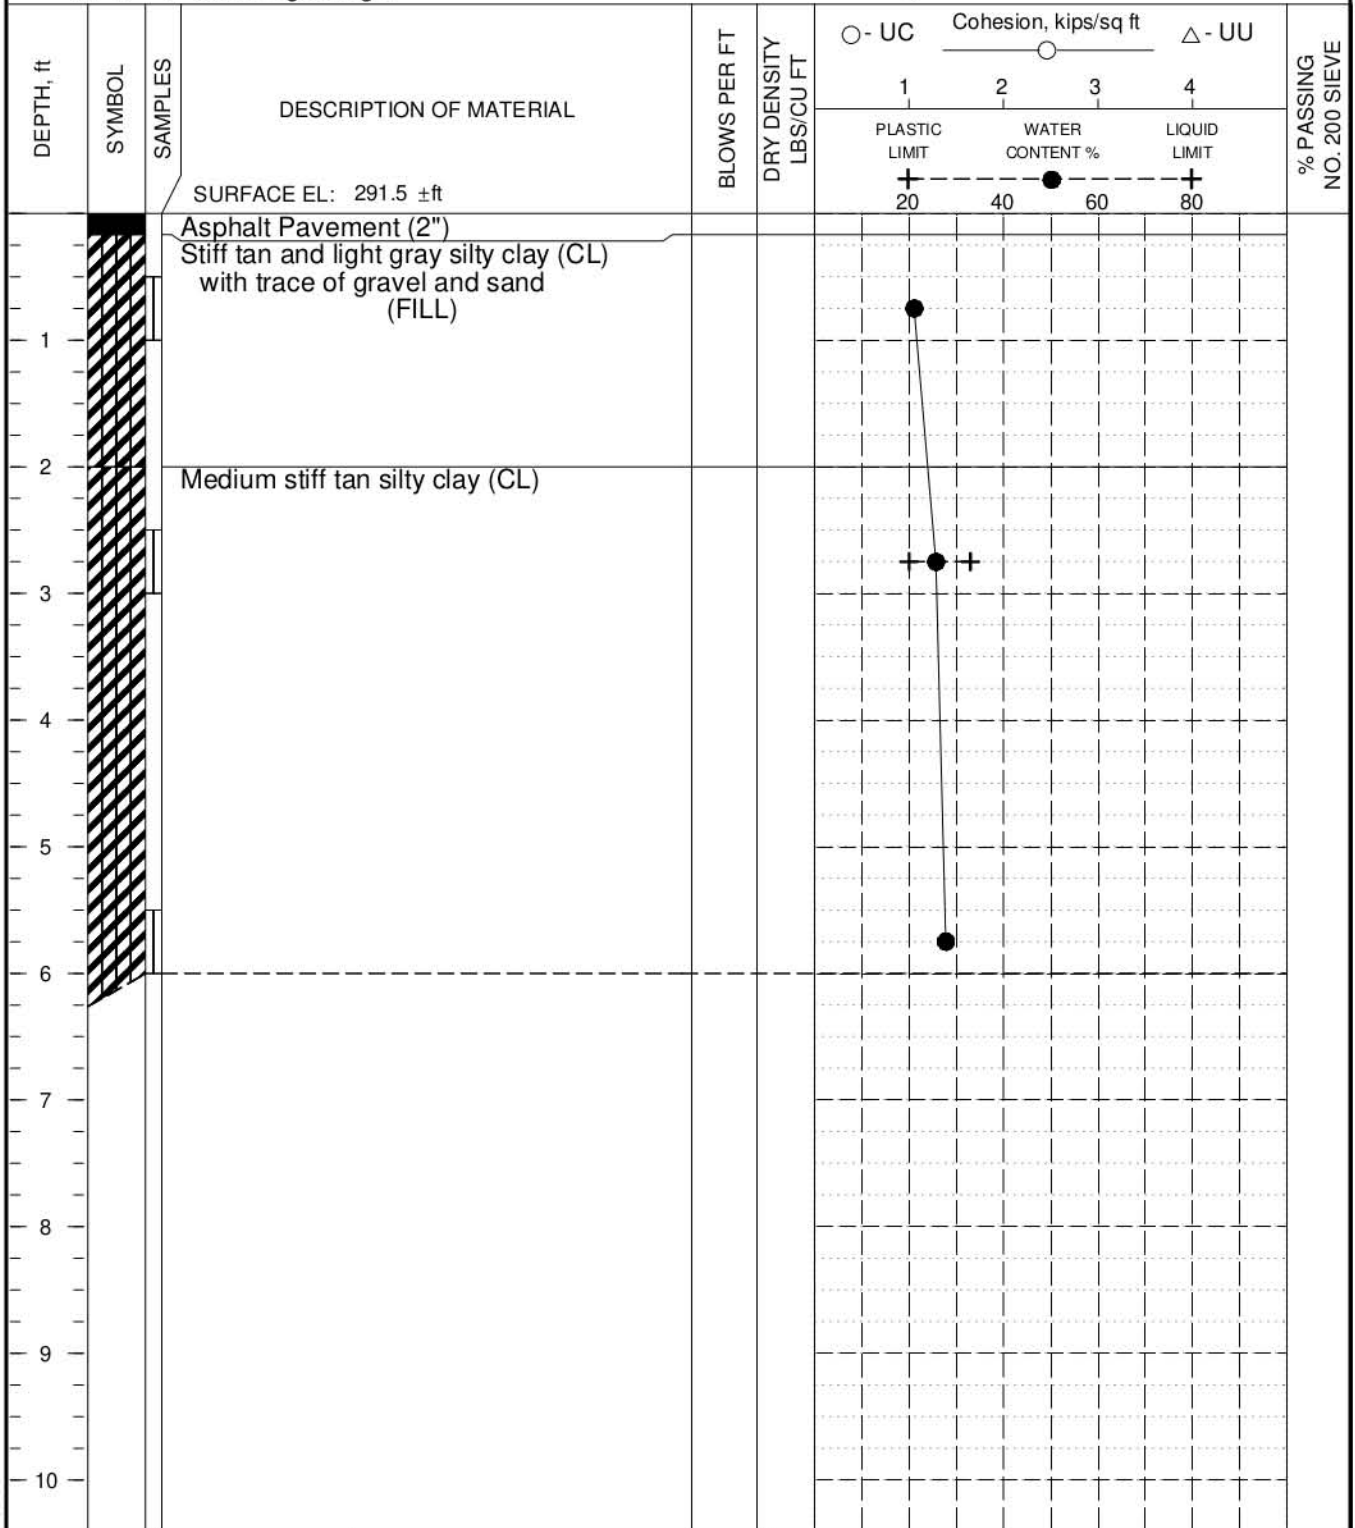 DEPTH, ft
SYMBOL
SAMPLES
DESCRIPTION OF MATERIAL
SURFACE EL: 291.5 ±ft
BLOWS PER FT
DRY DENSITY
LBS/CU FT
○- UC
Cohesion, kips/sq ft
△- UU
1 2 3 4
PLASTIC
LIMIT
WATER
CONTENT %
LIQUID
LIMIT
20 40 60 80
% PASSING
NO. 200 SIEVE
Asphalt Pavement (2")
Stiff tan and light gray silty clay (CL)
with trace of gravel and sand
(FILL)
1
2
Medium stiff tan silty clay (CL)
3
4
5
6
7
8
9
10